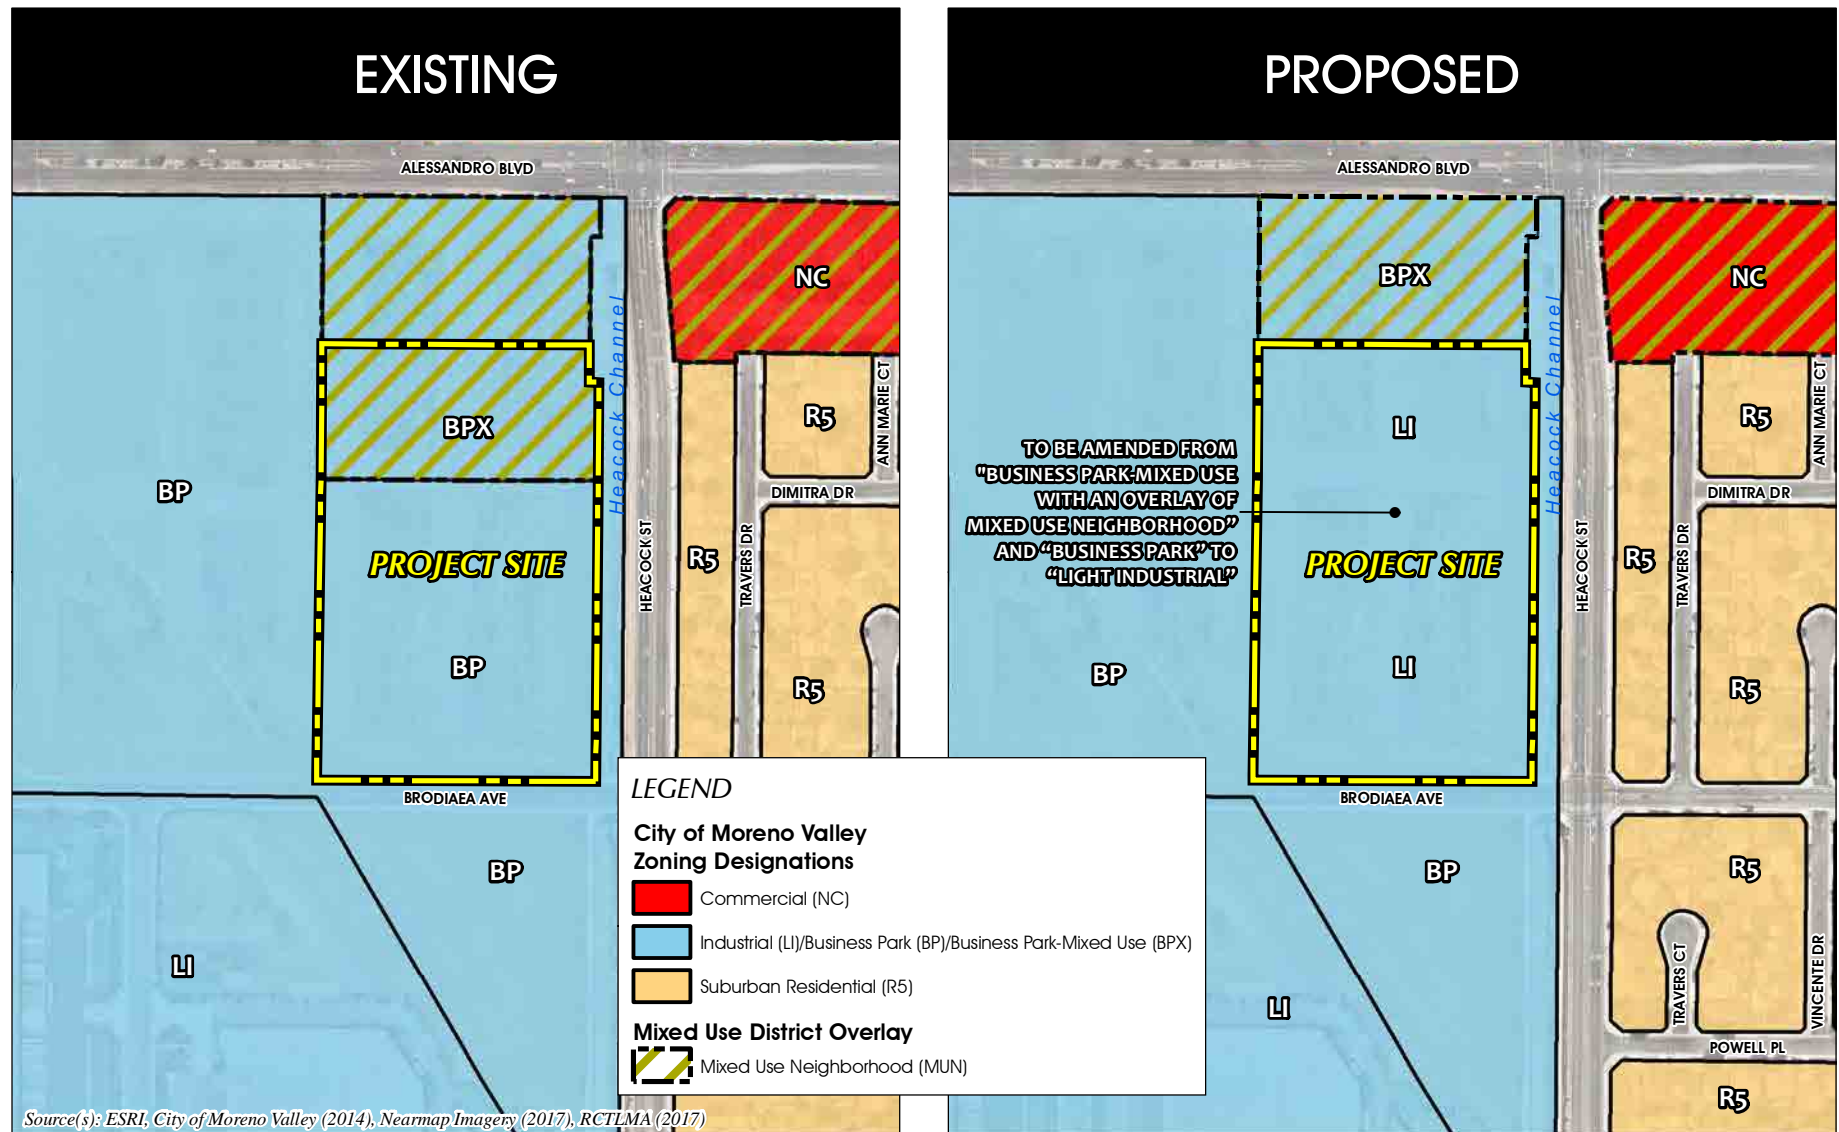 EXISTING
ALESSANDRO BLVD
NC
Heacock Channel
BPX
R5
ANN MARIE CT
BP
DIMITRA DR
PROJECT SITE
HEACOCK ST
R5
TRAVERS DR
BP
R5
BRODIAEA AVE
BP
LI
PROPOSED
ALESSANDRO BLVD
BPX
NC
Heacock Channel
LI
R5
ANN MARIE CT
TO BE AMENDED FROM
"BUSINESS PARK-MIXED USE
WITH AN OVERLAY OF
MIXED USE NEIGHBORHOOD”
AND “BUSINESS PARK” TO
“LIGHT INDUSTRIAL”
DIMITRA DR
PROJECT SITE
HEACOCK ST
R5
TRAVERS DR
BP
LI
R5
BRODIAEA AVE
BP
R5
LI
TRAVERS CT
VINCENTE DR
POWELL PL
R5
LEGEND
City of Moreno Valley
Zoning Designations
Commercial (NC)
Industrial (LI)/Business Park (BP)/Business Park-Mixed Use (BPX)
Suburban Residential (R5)
Mixed Use District Overlay
Mixed Use Neighborhood (MUN)
Source(s): ESRI, City of Moreno Valley (2014), Nearmap Imagery (2017), RCTLMA (2017)